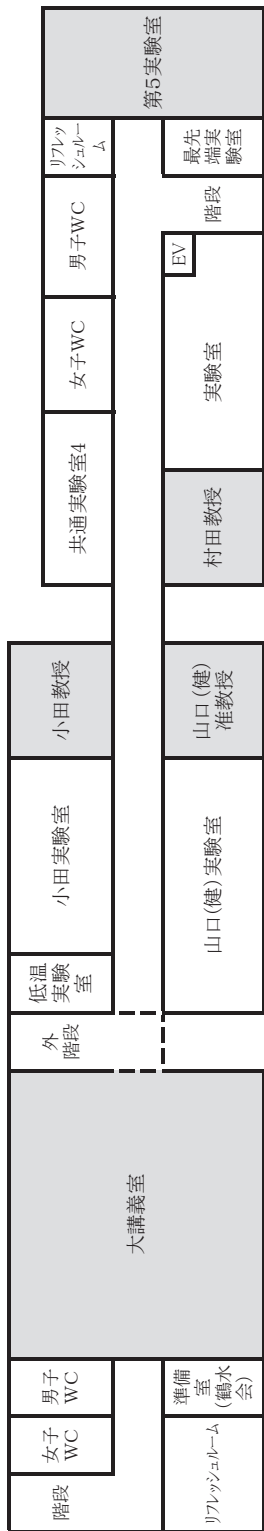 階段
女子
WC
男子
WC
リフレッシュルーム
準備
室
(鶴水
会)
大講義室
外
階段
低温
実験
室
小田実験室
小田教授
山口(健)実験室
山口(健)
准教授
共通実験室4
女子WC
男子WC
リフレッ
シュルー
ム
村田教授
実験室
EV
階段
最先
端実
験室
第5実験室